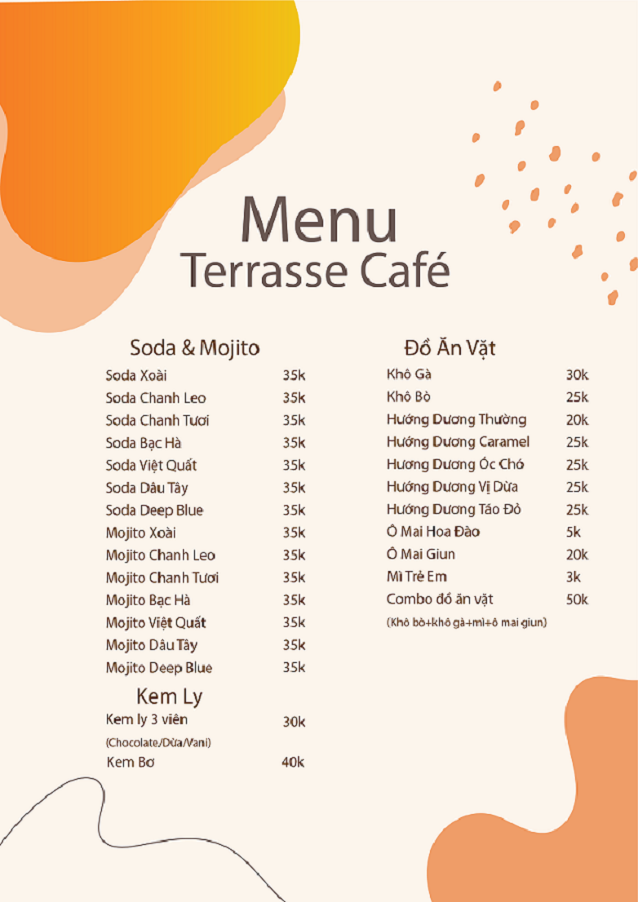 Menu
Terrasse Café
Soda & Mojito
Soda Xoài 35k
Soda Chanh Leo 35k
Soda Chanh Tươi 35k
Soda Bạc Hà 35k
Soda Việt Quất 35k
Soda Dâu Tây 35k
Soda Deep Blue 35k
Mojito Xoài 35k
Mojito Chanh Leo 35k
Mojito Chanh Tươi 35k
Mojito Bạc Hà 35k
Mojito Việt Quất 35k
Mojito Dâu Tây 35k
Mojito Deep Blue 35k
Kem Ly
Kem ly 3 viên 30k
(Chocolate/Dừa/Vani)
Kem Bơ 40k
Đồ Ăn Vặt
Khô Gà 30k
Khô Bò 25k
Hướng Dương Thường 20k
Hướng Dương Caramel 25k
Hương Dương Óc Chó 25k
Hướng Dương Vị Dừa 25k
Hướng Dương Táo Đỏ 25k
Ô Mai Hoa Đào 5k
Ô Mai Giun 20k
Mì Trẻ Em 3k
Combo đồ ăn vặt 50k
(Khô bò+khô gà+mì+ô mai giun)